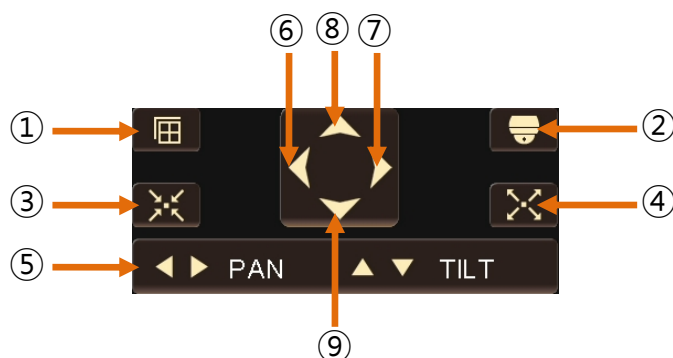 ⑥ ⑧ ⑦
① ②
③ ④
⑤ ◀ ▶ PAN ▲ ▼ TILT
⑨